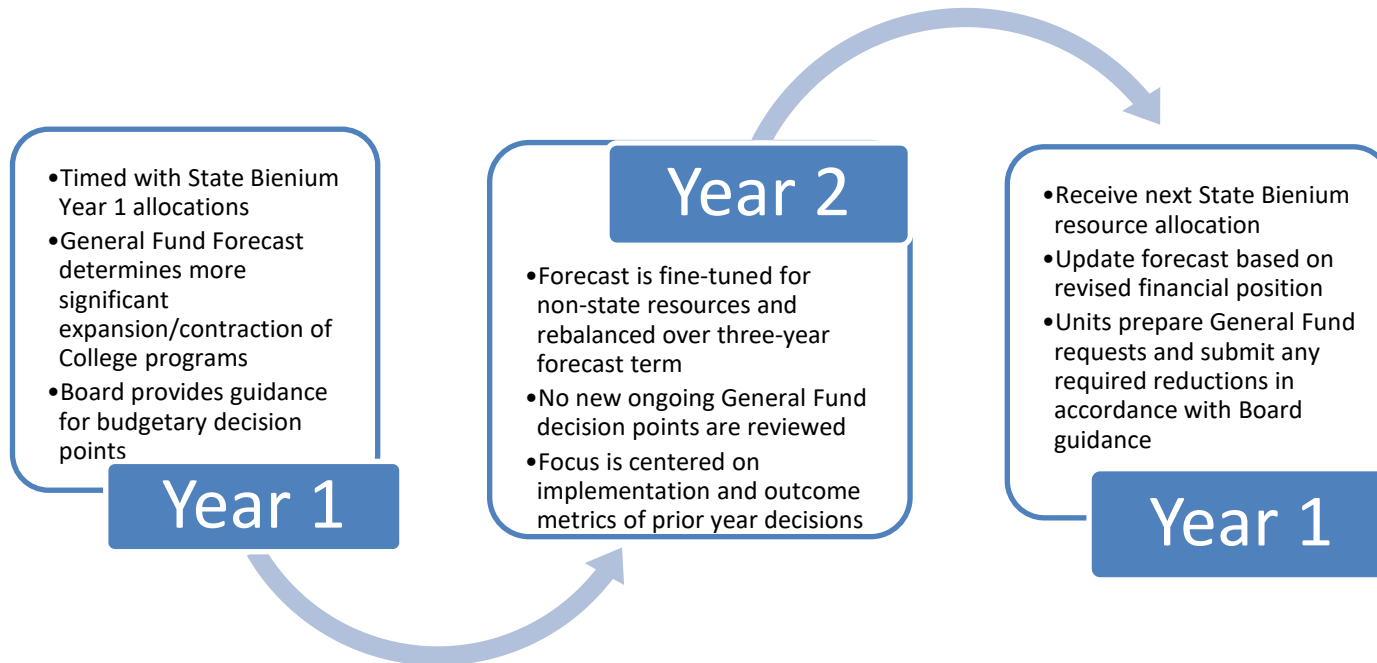 •Timed with State Bienium
Year 1 allocations
•General Fund Forecast
determines more
significant
expansion/contraction of
College programs
•Board provides guidance
for budgetary decision
points
Year 1
Year 2
•Forecast is fine-tuned for
non-state resources and
rebalanced over three-year
forecast term
•No new ongoing General Fund
decision points are reviewed
•Focus is centered on
implementation and outcome
metrics of prior year decisions
•Receive next State Bienium
resource allocation
•Update forecast based on
revised financial position
•Units prepare General Fund
requests and submit any
required reductions in
accordance with Board
guidance
Year 1